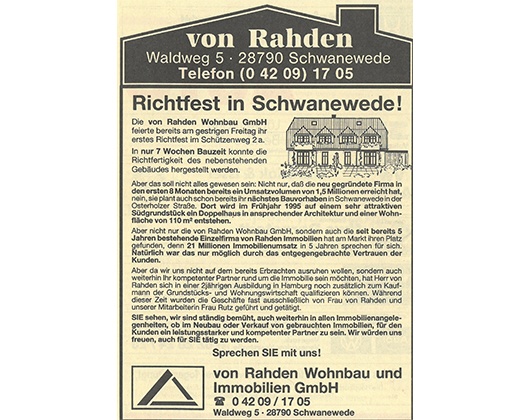 von Rahden
Waldweg 5 · 28790 Schwanewede
Telefon (0 42 09) 17 05
Richtfest in Schwanewede!
Die von Rahden Wohnbau GmbH
feierte bereits am gestrigen Freitag ihr
erstes Richtfest im Schützenweg 2a.
In nur 7 Wochen Bauzeit konnte die
Richtfertigkeit des nebenstehenden
Gebäudes hergestellt werden.
Aber das soll nicht alles gewesen sein: Nicht nur, daß die neu gegründete Firma in
den ersten 8 Monaten bereits ein Umsatzvolumen von 1,5 Millionen erreicht hat,
nein, sie plant auch schon bereits ihr nächstes Bauvorhaben in Schwanewede in der
Osterholzer Straße. Dort wird im Frühjahr 1995 auf einem sehr attraktiven
Südgrundstück ein Doppelhaus in ansprechender Architektur und einer Wohn-
fläche von 110 m² entstehen.
Aber nicht nur die von Rahden Wohnbau GmbH, sondern auch die seit bereits 5
Jahren bestehende Einzelfirma von Rahden Immobilien hat am Markt ihren Platz
gefunden, denn 21 Millionen Immobilienumsatz in 5 Jahren sprechen für sich.
Natürlich war das nur möglich durch das entgegengebrachte Vertrauen der
Kunden.
Aber da wir uns nicht auf dem bereits Erbrachten ausruhen wollen, sondern auch
weiterhin Ihr kompetenter Partner rund um die Immobilie sein möchten, hat Herr von
Rahden sich in einer 2jährigen Ausbildung in Hamburg noch zusätzlich zum Kauf-
mann der Grundstücks- und Wohnungswirtschaft qualifizieren können. Während
dieser Zeit wurden die Geschäfte fast ausschließlich von Frau von Rahden und
unserer Mitarbeiterin Frau Rutz geführt und getätigt.
SIE sehen, wir sind ständig bemüht, auch weiterhin in allen Immobilienangele-
genheiten, ob im Neubau oder Verkauf von gebrauchten Immobilien, für den
Kunden ein leistungsstarker und kompetenter Partner zu sein. Wir würden uns
freuen, auch für SIE tätig zu werden.
Sprechen SIE mit uns!
von Rahden Wohnbau und
Immobilien GmbH
☎ 0 42 09 / 17 05
Waldweg 5 - 28790 Schwanewede